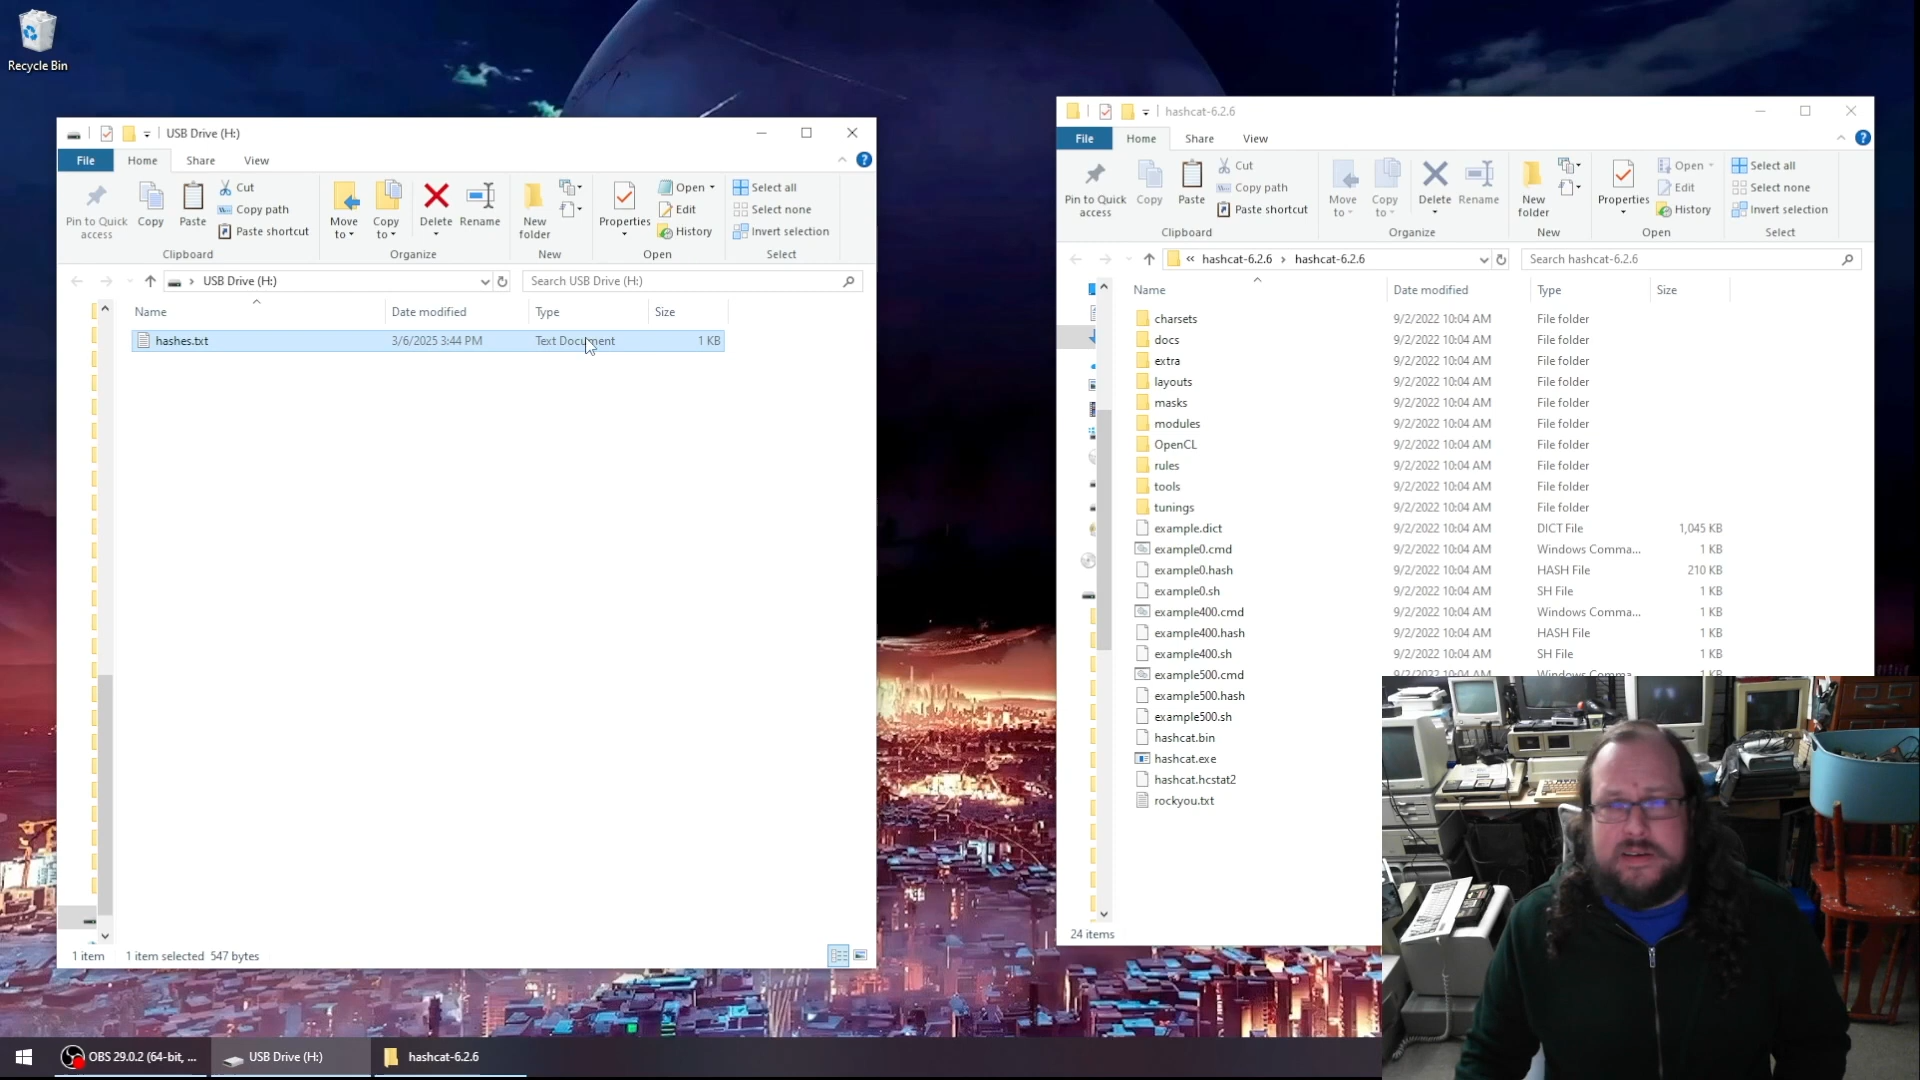 Recycle Bin
USB Drive (H:)
File Home Share View
Pin to Quick access
Copy
Paste
Cut
Copy path
Paste shortcut
Clipboard
Move to
Copy to
Delete
Rename
Organize
New folder
New
Properties
Open
Edit
History
Open
Select all
Select none
Invert selection
Select
USB Drive (H:)
Search USB Drive (H:)
Name Date modified Type Size
hashes.txt 3/6/2025 3:44 PM Text Document 1 KB
1 item 1 item selected 547 bytes
hashcat-6.2.6
File Home Share View
Pin to Quick access
Copy
Paste
Cut
Copy path
Paste shortcut
Clipboard
Move to
Copy to
Delete
Rename
Organize
New folder
New
Properties
Open
Edit
History
Open
Select all
Select none
Invert selection
Select
« hashcat-6.2.6 › hashcat-6.2.6
Search hashcat-6.2.6
Name Date modified Type Size
charsets 9/2/2022 10:04 AM File folder
docs 9/2/2022 10:04 AM File folder
extra 9/2/2022 10:04 AM File folder
layouts 9/2/2022 10:04 AM File folder
masks 9/2/2022 10:04 AM File folder
modules 9/2/2022 10:04 AM File folder
OpenCL 9/2/2022 10:04 AM File folder
rules 9/2/2022 10:04 AM File folder
tools 9/2/2022 10:04 AM File folder
tunings 9/2/2022 10:04 AM File folder
example.dict 9/2/2022 10:04 AM DICT File 1,045 KB
example0.cmd 9/2/2022 10:04 AM Windows Comma... 1 KB
example0.hash 9/2/2022 10:04 AM HASH File 210 KB
example0.sh 9/2/2022 10:04 AM SH File 1 KB
example400.cmd 9/2/2022 10:04 AM Windows Comma... 1 KB
example400.hash 9/2/2022 10:04 AM HASH File 1 KB
example400.sh 9/2/2022 10:04 AM SH File 1 KB
example500.cmd 9/2/2022 10:04 AM Windows Comma... 1 KB
example500.hash
example500.sh
hashcat.bin
hashcat.exe
hashcat.hcstat2
rockyou.txt
24 items
OBS 29.0.2 (64-bit, ...
USB Drive (H:)
hashcat-6.2.6